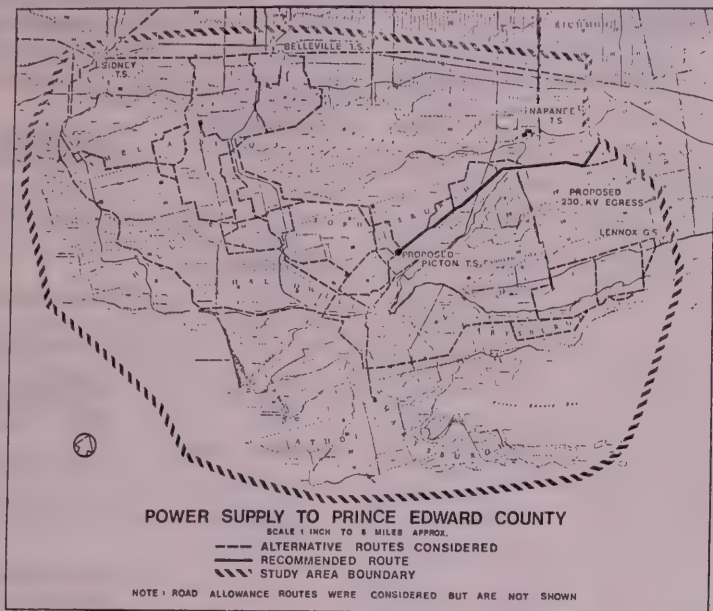 RICHMOND
BELLEVILLE T.S.
SIDNEY
T.S.
NAPANEE
T.S.
PROPOSED
230 KV EGRESS
LENNOX G.S.
PROPOSED
PICTON T.S.
POWER SUPPLY TO PRINCE EDWARD COUNTY
SCALE 1 INCH TO 5 MILES APPROX.
ALTERNATIVE ROUTES CONSIDERED
RECOMMENDED ROUTE
STUDY AREA BOUNDARY
NOTE: ROAD ALLOWANCE ROUTES WERE CONSIDERED BUT ARE NOT SHOWN